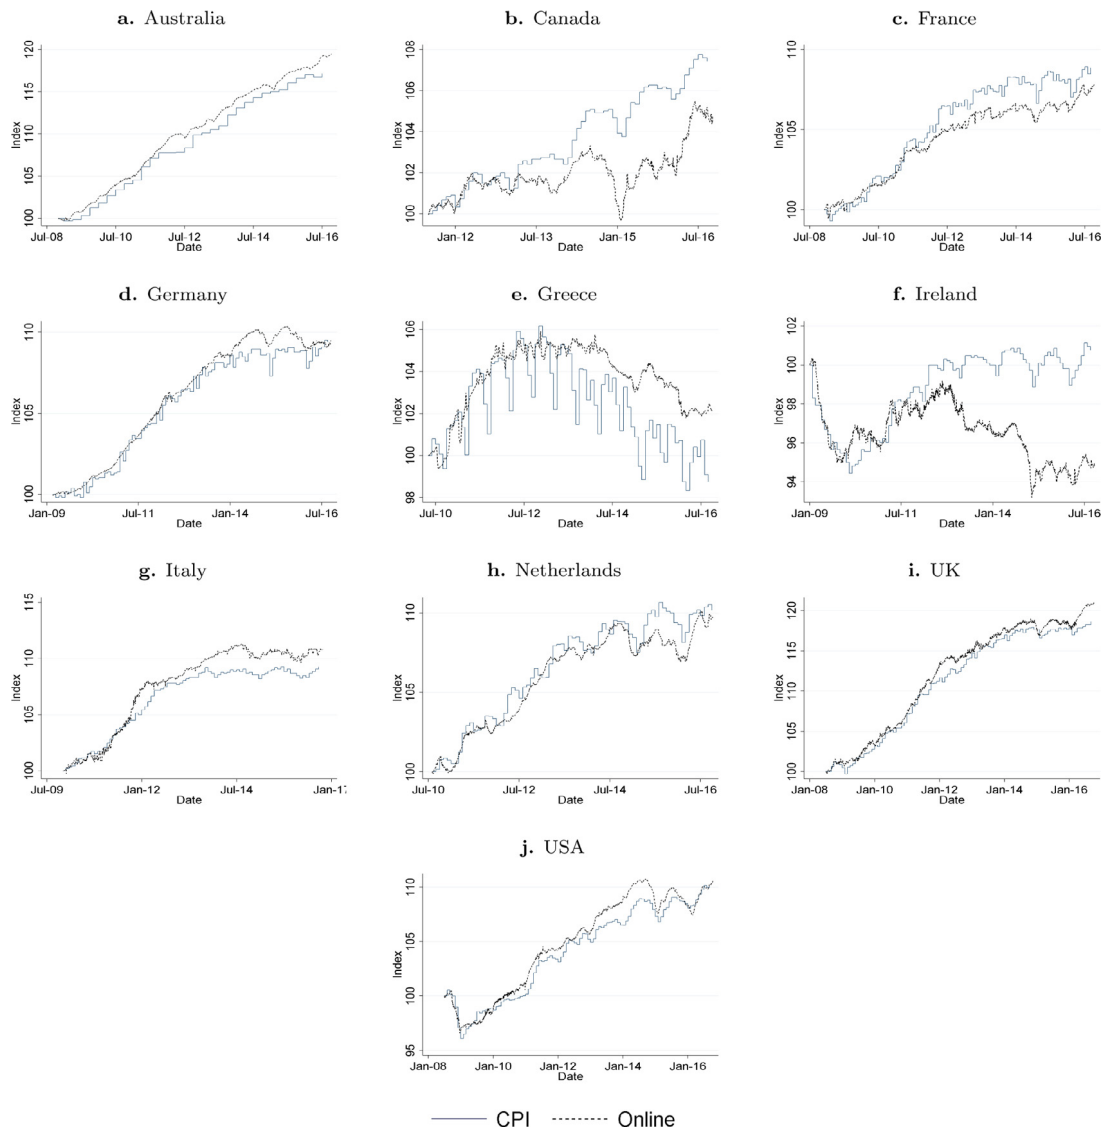 a. Australia
b. Canada
c. France
Index
100 105 110 115 120
Jul-08 Jul-10 Jul-12 Jul-14 Jul-16
Date
Index
100 102 104 106 108
Jan-12 Jul-13 Jan-15 Jul-16
Date
Index
100 105 110
Jul-08 Jul-10 Jul-12 Jul-14 Jul-16
Date
d. Germany
e. Greece
f. Ireland
Index
100 105 110
Jan-09 Jul-11 Jan-14 Jul-16
Date
Index
98 100 102 104 106
Jul-10 Jul-12 Jul-14 Jul-16
Date
Index
94 96 98 100 102
Jan-09 Jul-11 Jan-14 Jul-16
Date
g. Italy
h. Netherlands
i. UK
Index
100 105 110 115
Jul-09 Jan-12 Jul-14 Jan-1
Date
Index
100 105 110
Jul-10 Jul-12 Jul-14 Jul-16
Date
Index
100 105 110 115 120
Jan-08 Jan-10 Jan-12 Jan-14 Jan-16
Date
j. USA
Index
95 100 105 110
Jan-08 Jan-10 Jan-12 Jan-14 Jan-16
Date
CPI Online